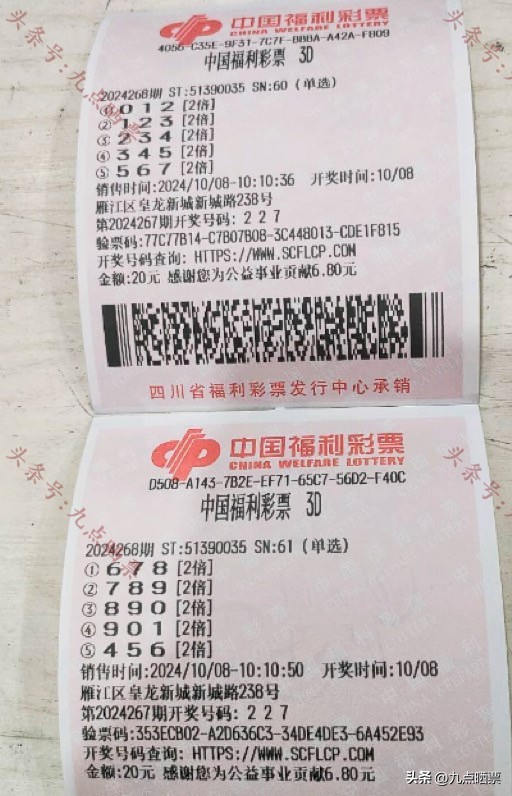 中国福利彩票
CHINA WELFARE LOTTERY
4056-C35E-9F31-7C7F-BBBA-A42A-F809
中国福利彩票 3D
2024268期 ST:51390035 SN:60 (单选)
① 0 1 2 [2倍]
② 1 2 3 [2倍]
③ 2 3 4 [2倍]
④ 3 4 5 [2倍]
⑤ 5 6 7 [2倍]
销售时间:2024/10/08-10:10:36 开奖时间:10/08
雁江区皇龙新城新城路238号
第2024267期开奖号码: 2 2 7
验票码:77C77B14-C7B07B08-3C448013-CDE1F815
开奖号码查询: HTTPS://WWW.SCFLCP.COM
金额:20元 感谢您为公益事业贡献6.80元
四川省福利彩票发行中心承销
中国福利彩票
CHINA WELFARE LOTTERY
D50B-A143-7B2E-EF71-65C7-56D2-F40C
中国福利彩票 3D
2024268期 ST:51390035 SN:61 (单选)
① 6 7 8 [2倍]
② 7 8 9 [2倍]
③ 8 9 0 [2倍]
④ 9 0 1 [2倍]
⑤ 4 5 6 [2倍]
销售时间:2024/10/08-10:10:50 开奖时间:10/08
雁江区皇龙新城新城路238号
第2024267期开奖号码: 2 2 7
验票码:353ECB02-A2D636C3-34DE4DE3-6A452E93
开奖号码查询: HTTPS://WWW.SCFLCP.COM
金额:20元 感谢您为公益事业贡献6.80元
头条 @九点晒票